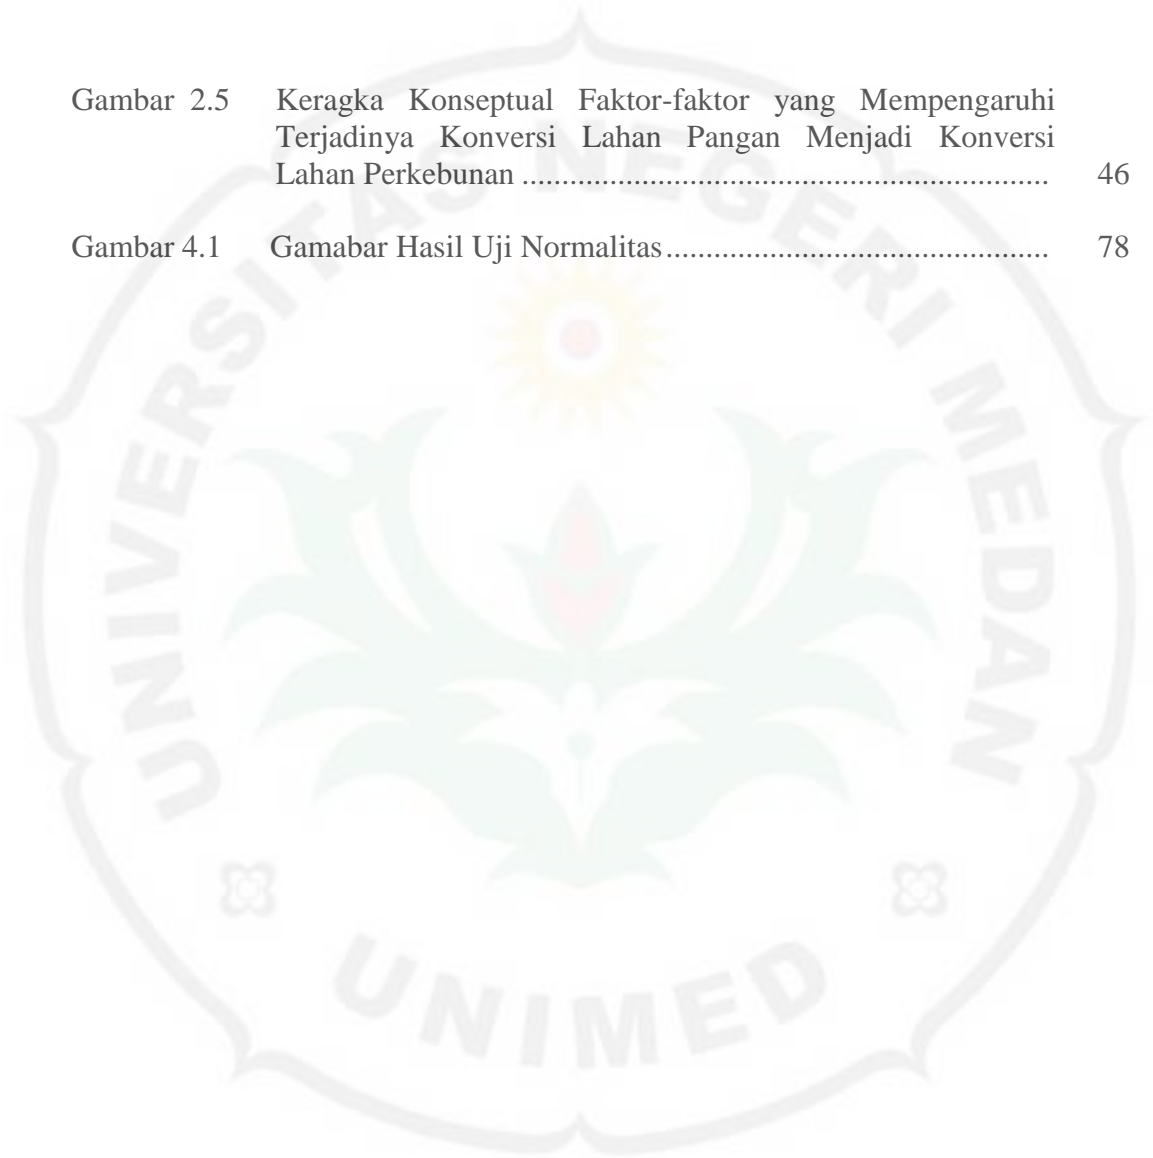 Gambar 2.5 Keragka Konseptual Faktor-faktor yang Mempengaruhi
Terjadinya Konversi Lahan Pangan Menjadi Konversi
Lahan Perkebunan .................................................................. 46
Gambar 4.1 Gamabar Hasil Uji Normalitas ................................................ 78
UNIVERSITAS NEGERI MEDAN
UNIMED